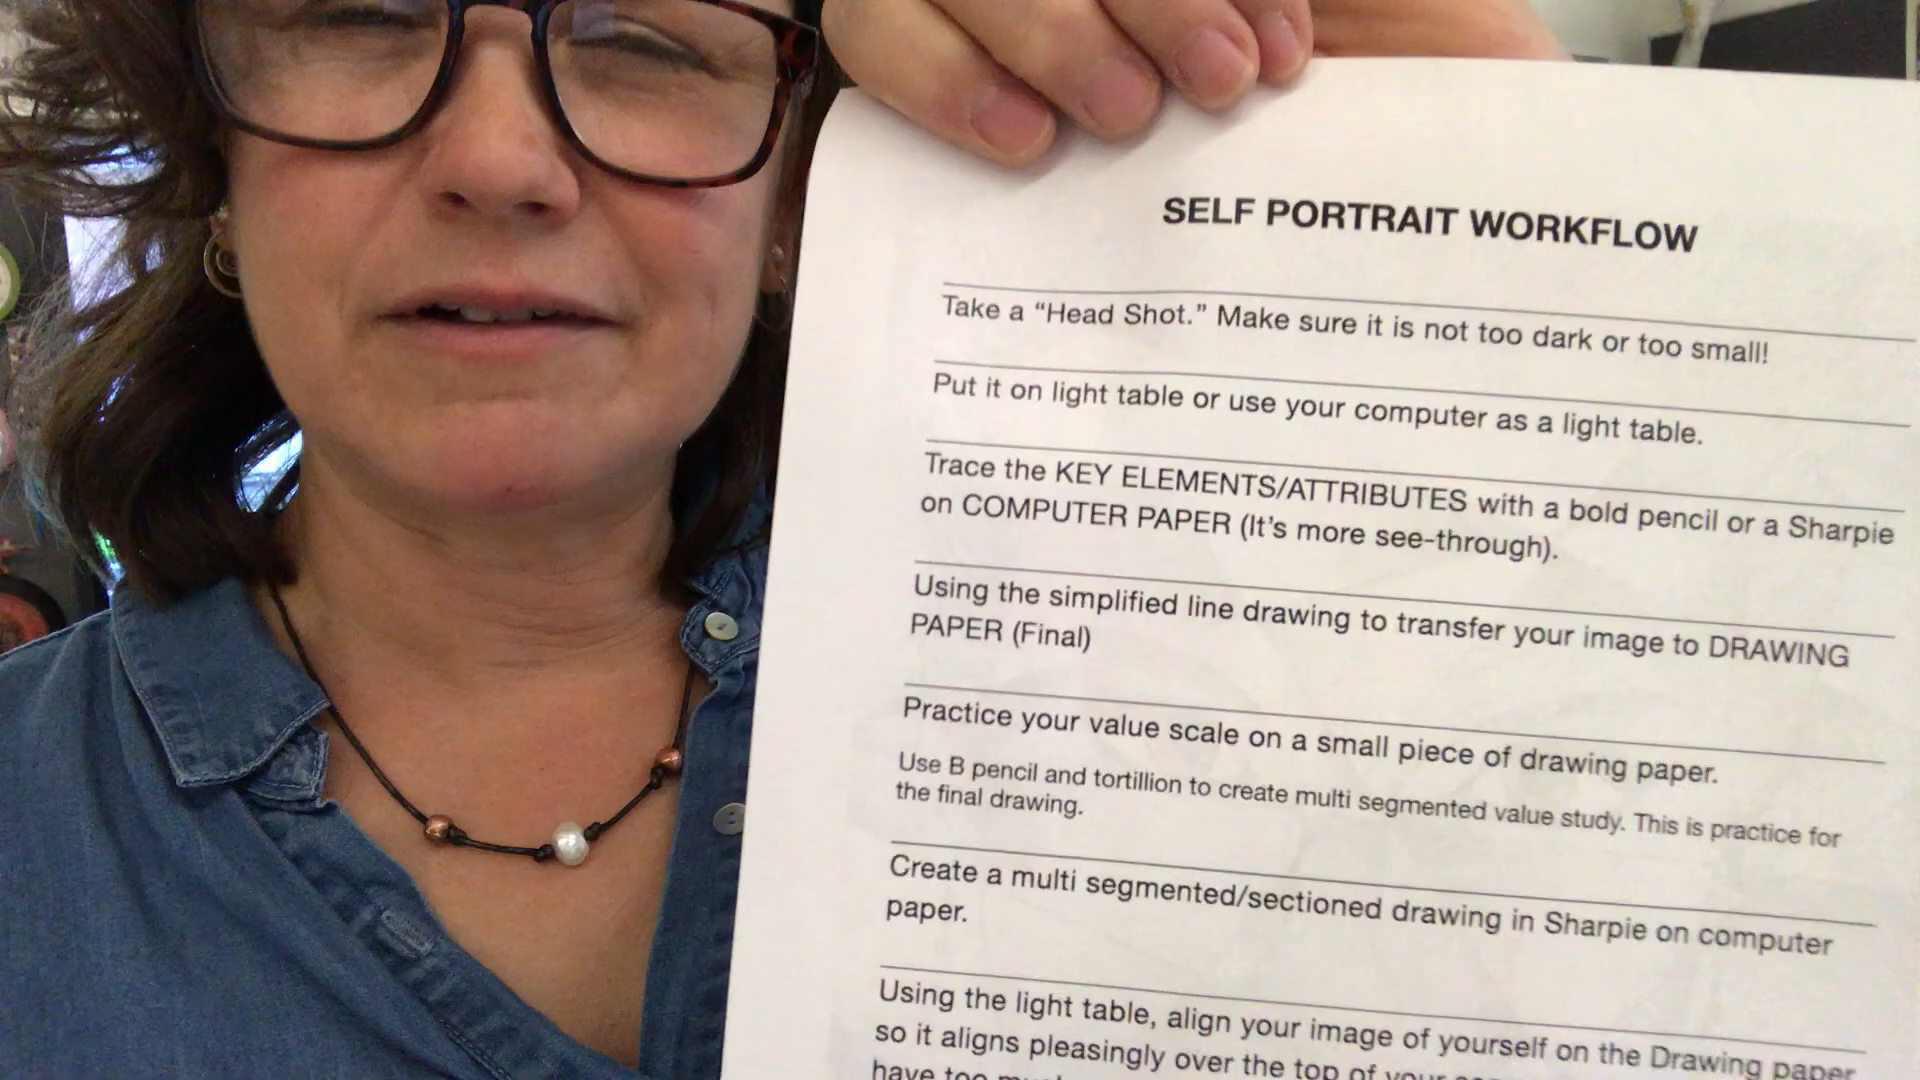 SELF PORTRAIT WORKFLOW
Take a “Head Shot.” Make sure it is not too dark or too small!
Put it on light table or use your computer as a light table.
Trace the KEY ELEMENTS/ATTRIBUTES with a bold pencil or a Sharpie
on COMPUTER PAPER (It’s more see-through).
Using the simplified line drawing to transfer your image to DRAWING
PAPER (Final)
Practice your value scale on a small piece of drawing paper.
Use B pencil and tortillion to create multi segmented value study. This is practice for
the final drawing.
Create a multi segmented/sectioned drawing in Sharpie on computer
paper.
Using the light table, align your image of yourself on the Drawing paper
so it aligns pleasingly over the top of your
have too